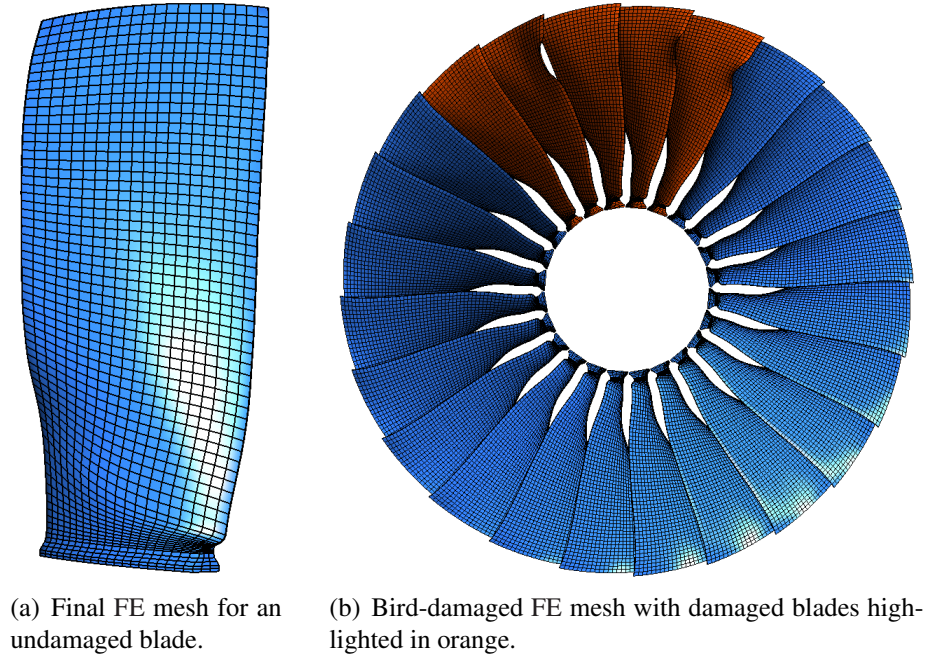 (a) Final FE mesh for an
undamaged blade.
(b) Bird-damaged FE mesh with damaged blades high-
lighted in orange.